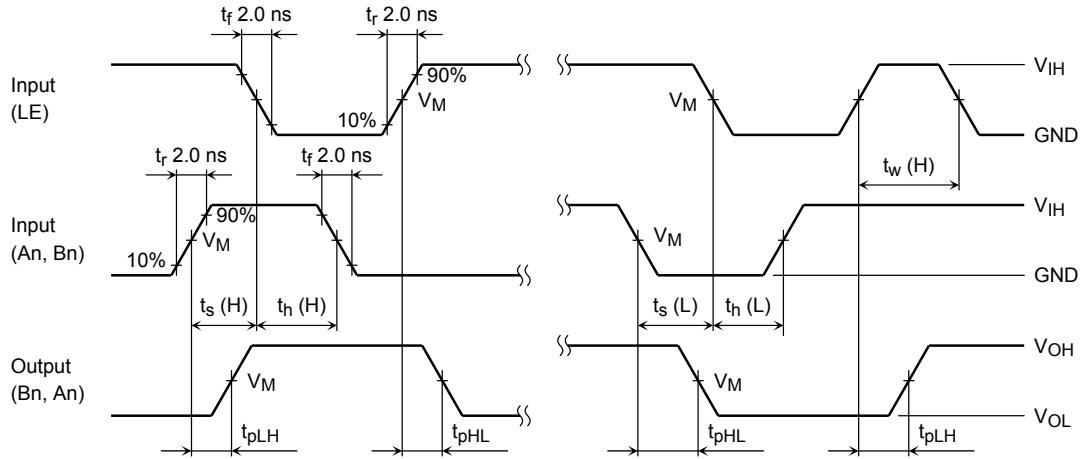 tf 2.0 ns
tr 2.0 ns
Input
(LE)
90%
VM
10%
VM
VIH
GND
tw (H)
tr 2.0 ns
tf 2.0 ns
Input
(An, Bn)
90%
VM
10%
VM
VIH
GND
ts (H)
th (H)
ts (L)
th (L)
Output
(Bn, An)
VM
VM
VOH
VOL
tpLH
tpHL
tpHL
tpLH